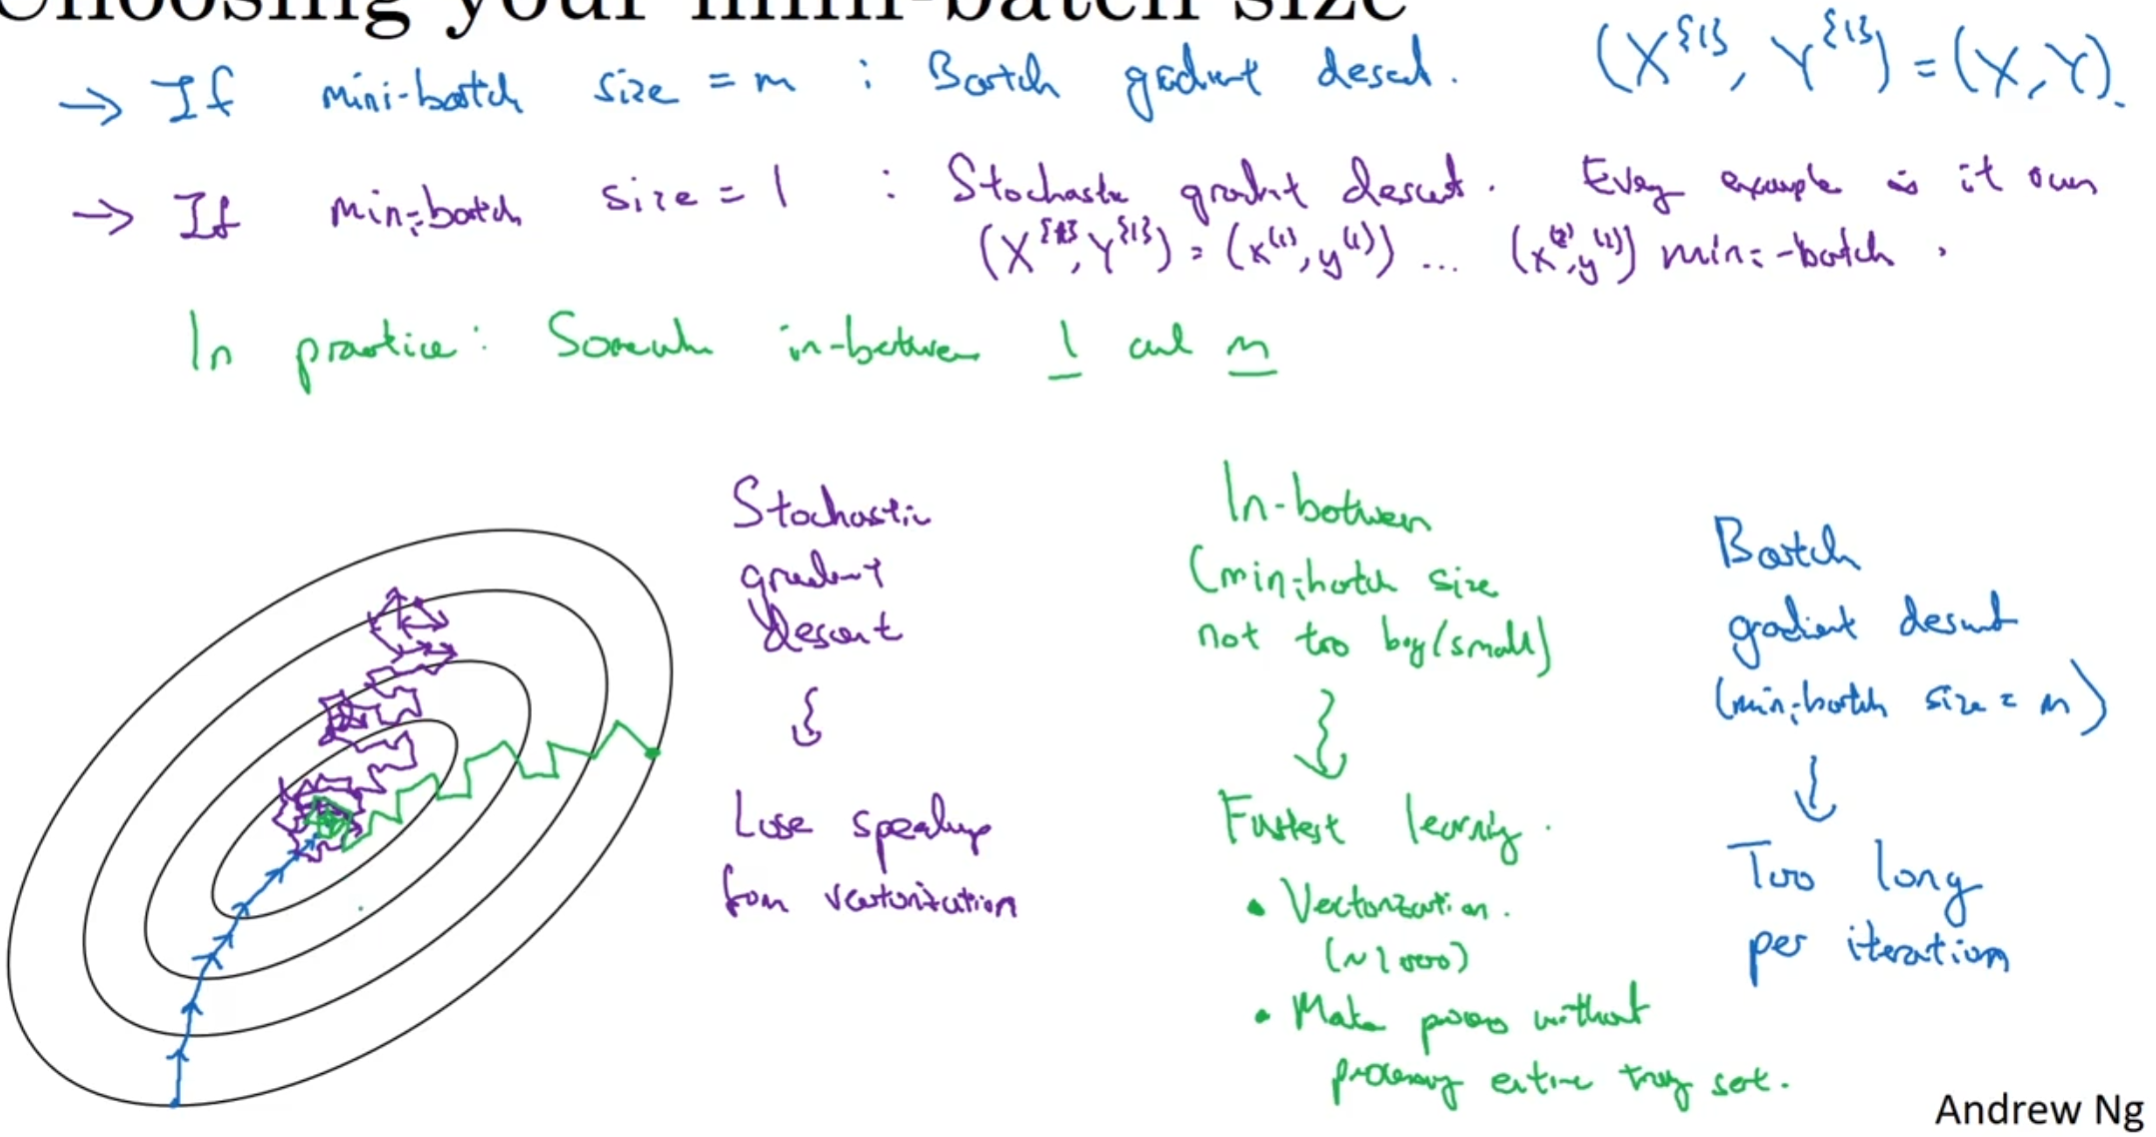 Choosing your mini-batch size
→ If mini-batch size = m : Batch gradient descent. (X^{1}, Y^{1}) = (X, Y).
→ If mini-batch size = 1 : Stochastic gradient descent. Every example is it own
(X^{1}, Y^{1}) = (x^(1), y^(1)) ... (x^(2), y^(2)) mini-batch.
In practice: Somewhere in-between 1 and m
Stochastic
gradient
descent
Lose speedup
from vectorization
In-between
(mini-batch size
not too big/small)
Fastest learning.
• Vectorization.
(~1000)
• Make progress without
processing entire training set.
Batch
gradient descent
(mini-batch size = m)
Too long
per iteration
Andrew Ng